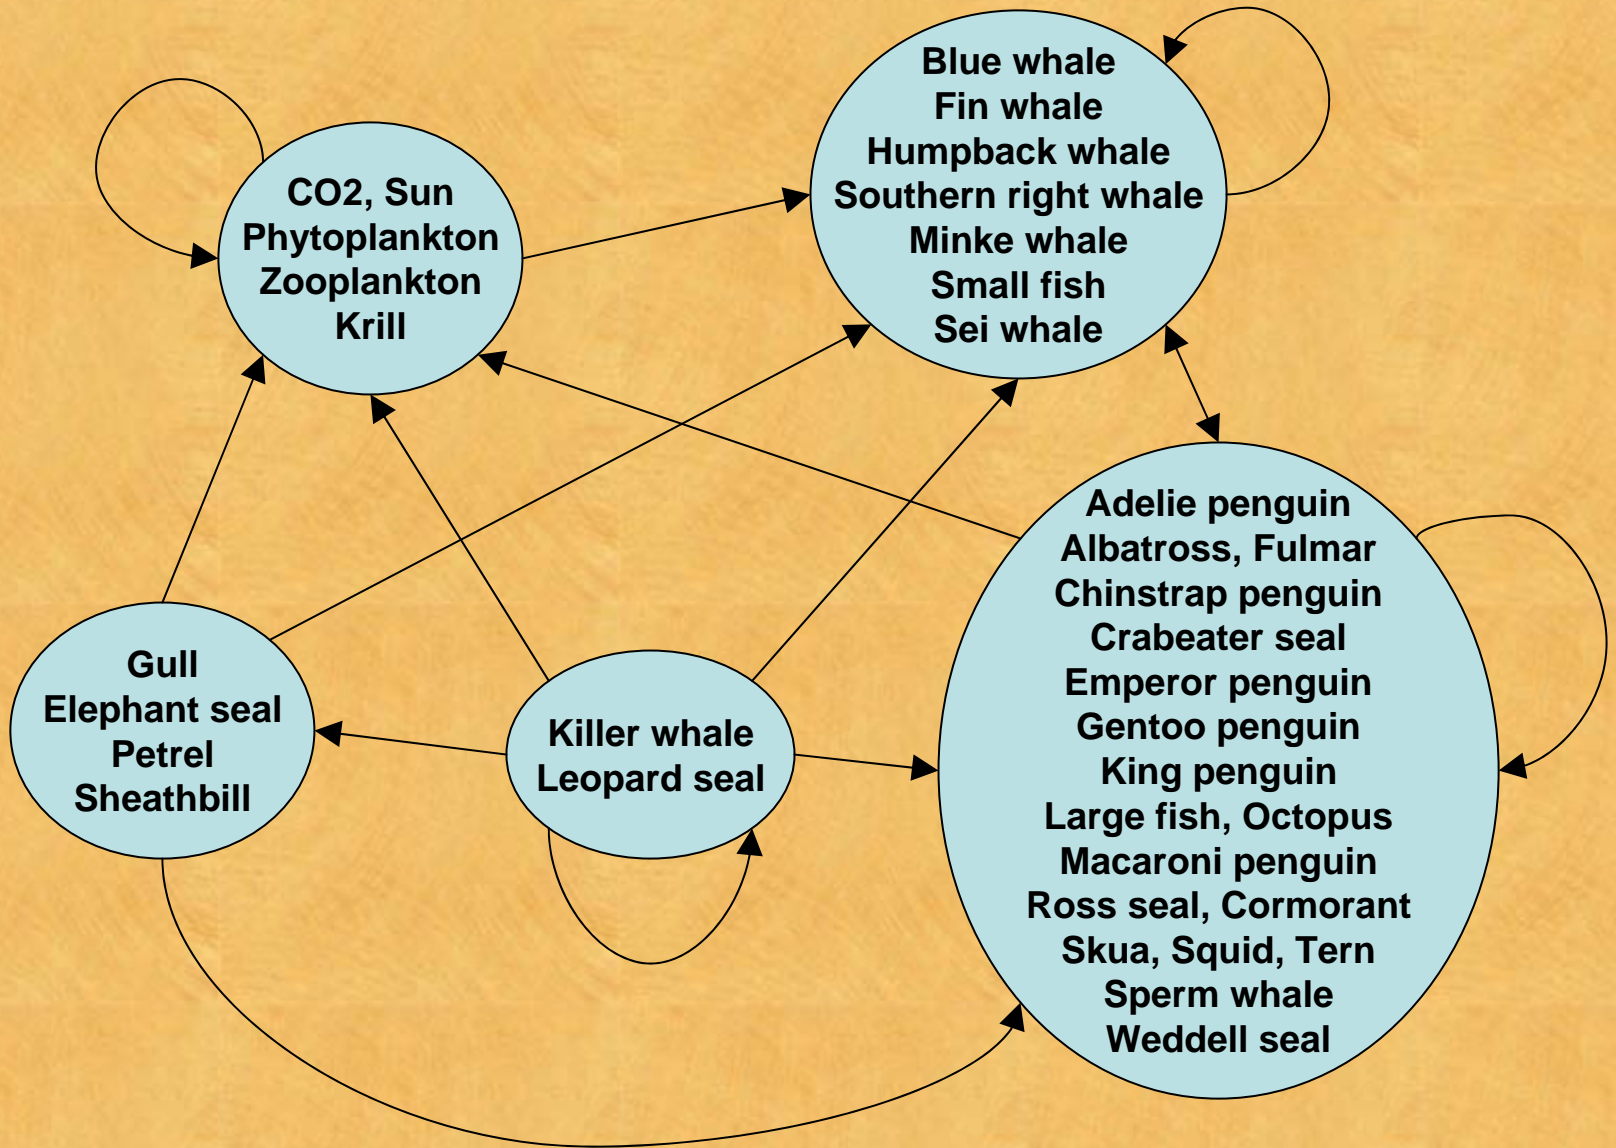 CO2, Sun
Phytoplankton
Zooplankton
Krill
Blue whale
Fin whale
Humpback whale
Southern right whale
Minke whale
Small fish
Sei whale
Gull
Elephant seal
Petrel
Sheathbill
Killer whale
Leopard seal
Adelie penguin
Albatross, Fulmar
Chinstrap penguin
Crabeater seal
Emperor penguin
Gentoo penguin
King penguin
Large fish, Octopus
Macaroni penguin
Ross seal, Cormorant
Skua, Squid, Tern
Sperm whale
Weddell seal